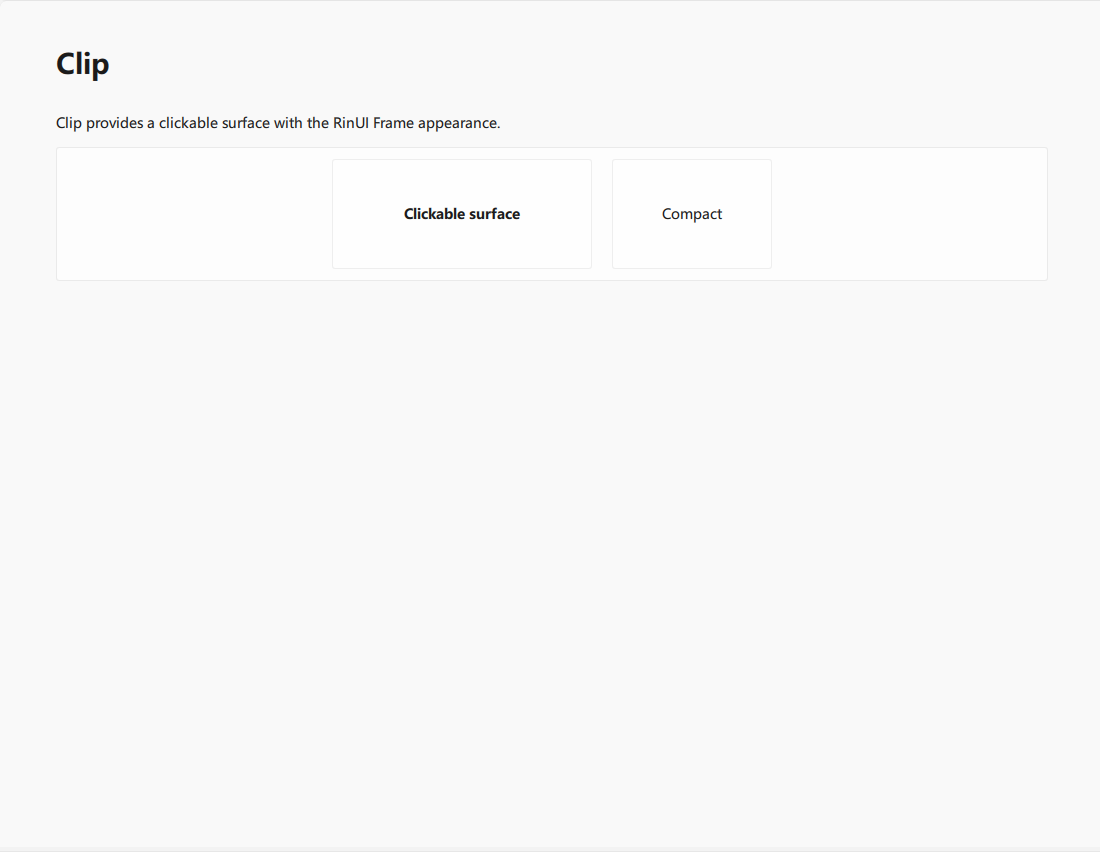 Clip
Clip provides a clickable surface with the RinUI Frame appearance.
Clickable surface
Compact